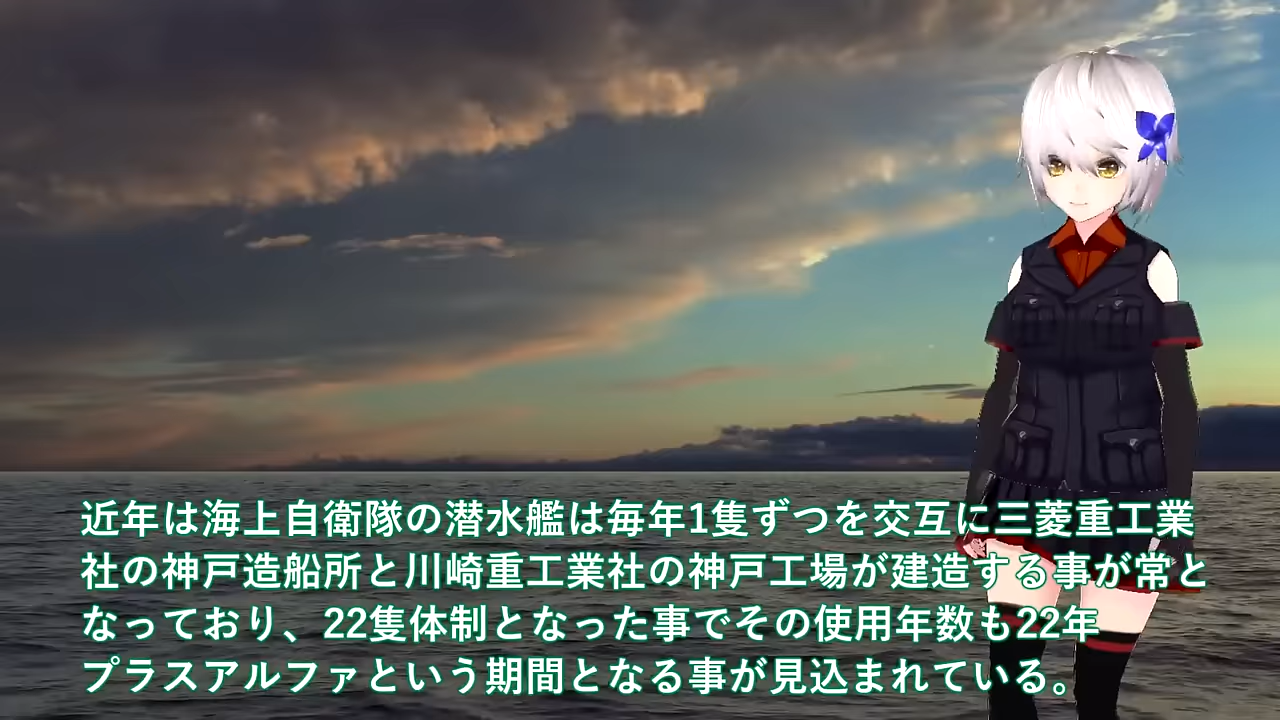 近年は海上自衛隊の潜水艦は毎年1隻ずつを交互に三菱重工業
社の神戸造船所と川崎重工業社の神戸工場が建造する事が常と
なっており、22隻体制となった事でその使用年数も22年
プラスアルファという期間となる事が見込まれている。